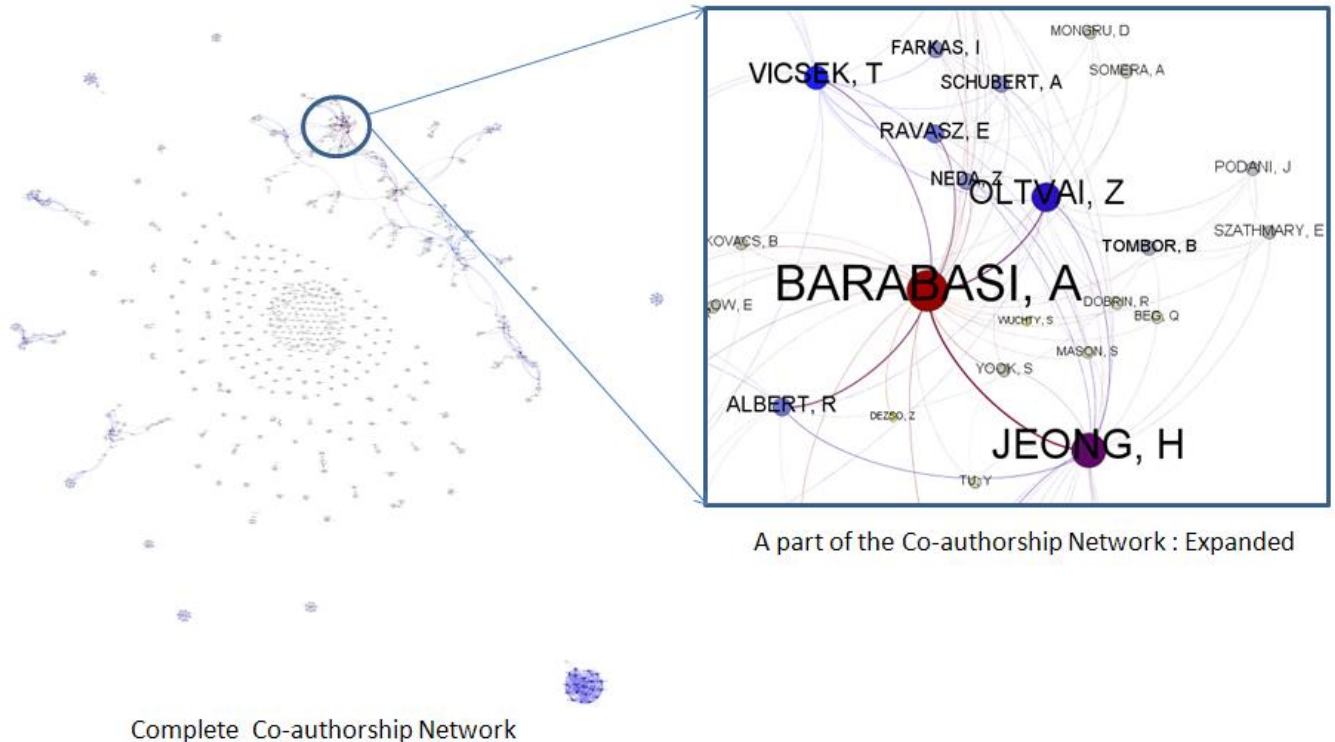 MONGRU, D
FARKAS, I
VICSEK, T
SCHUBERT, A
SOMERA, A
RAVASZ, E
PODANI, J
NEDA, Z
OLTVAI, Z
SZATHMARY, E
KOVACS, B
TOMBOR, B
BARABASI, A
OW, E
DOBRIN, R
BEG, Q
WUCHTY, S
MASON, S
YOOK, S
ALBERT, R
DEZSO, Z
JEONG, H
TU, Y
A part of the Co-authorship Network : Expanded
Complete Co-authorship Network